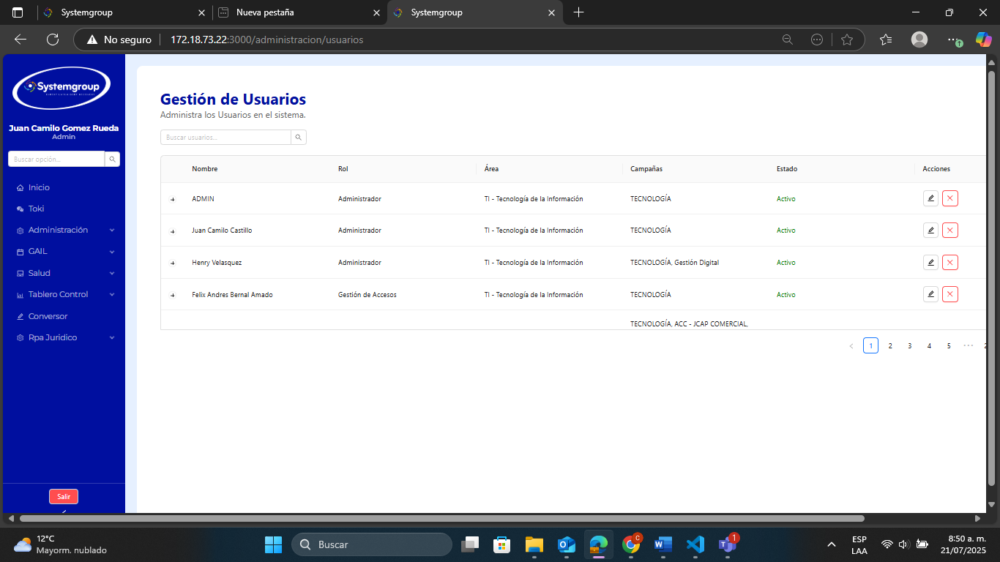 Systemgroup
Nueva pestaña
Systemgroup
No seguro
172.18.73.22:3000/administracion/usuarios
Systemgroup
Juan Camilo Gomez Rueda
Admin
Buscar opción...
Inicio
Toki
Administración
GAIL
Salud
Tablero Control
Conversor
Rpa Juridico
Salir
Gestión de Usuarios
Administra los Usuarios en el sistema.
Buscar usuarios...
Nombre Rol Área Campañas Estado Acciones
+ ADMIN Administrador TI - Tecnología de la Información TECNOLOGÍA Activo
+ Juan Camilo Castillo Administrador TI - Tecnología de la Información TECNOLOGÍA Activo
+ Henry Velasquez Administrador TI - Tecnología de la Información TECNOLOGÍA, Gestión Digital Activo
+ Felix Andres Bernal Amado Gestión de Accesos TI - Tecnología de la Información TECNOLOGÍA Activo
TECNOLOGÍA, ACC - JCAP COMERCIAL,
< 1 2 3 4 5 ···
12°C
Mayorm. nublado
Buscar
C
1
ESP
LAA
8:50 a. m.
21/07/2025